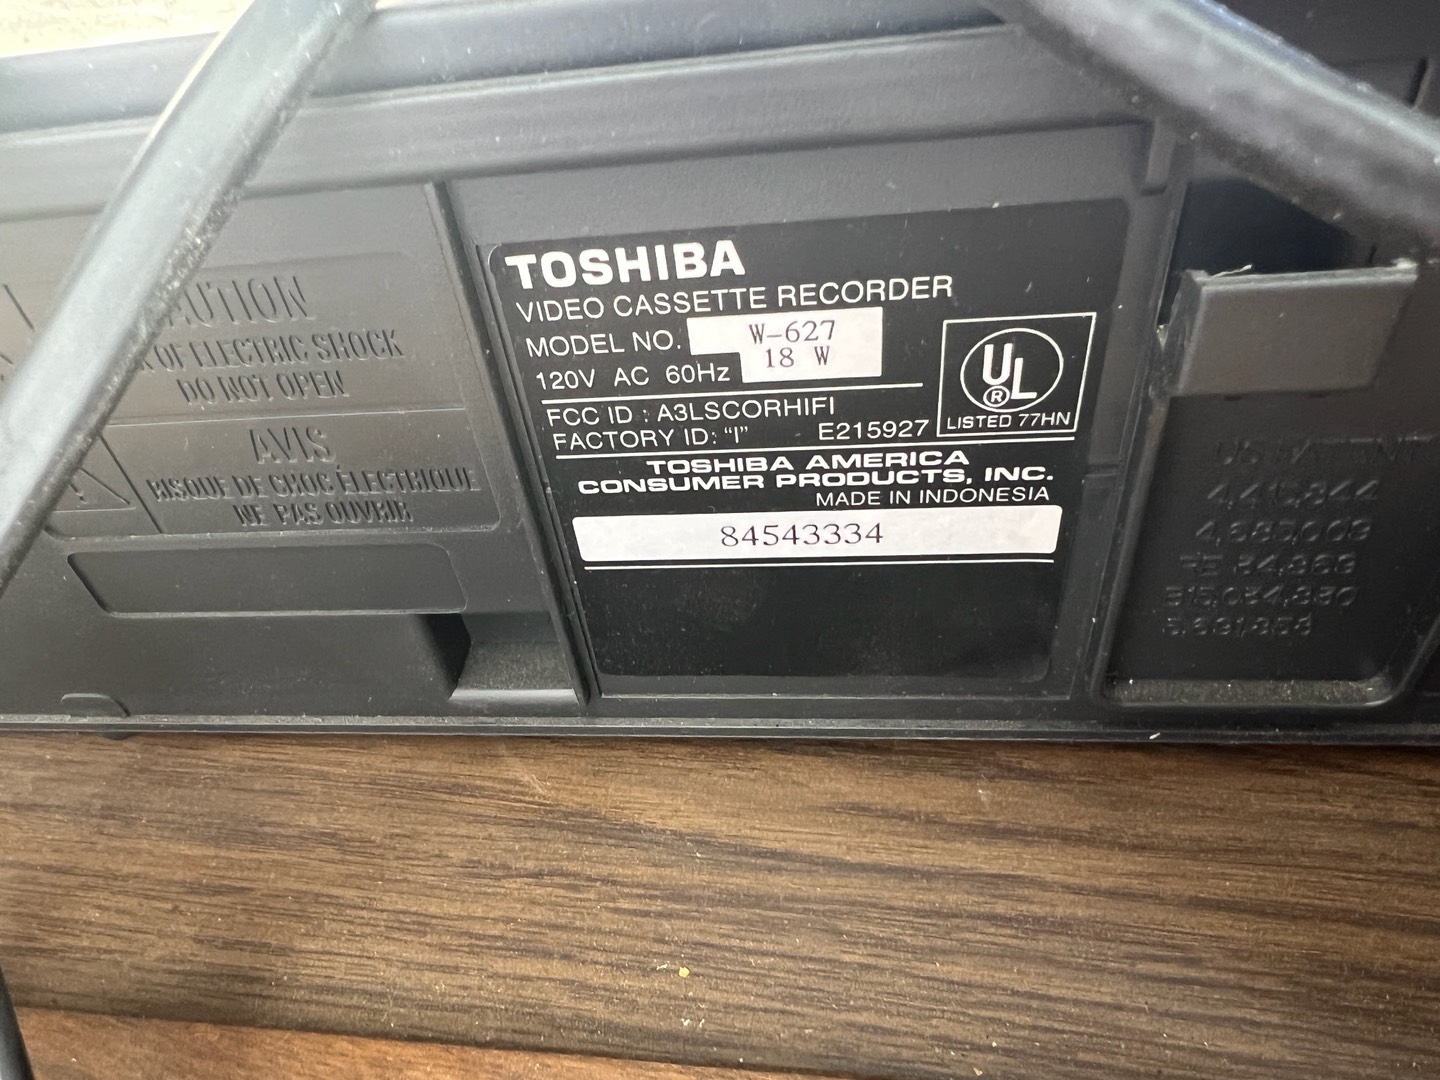 CAUTION
OF ELECTRIC SHOCK
DO NOT OPEN
AVIS
RISQUE DE CHOC ÉLECTRIQUE
NE PAS OUVRIR
TOSHIBA
VIDEO CASSETTE RECORDER
MODEL NO. W-627
120V AC 60Hz 18 W
FCC ID : A3LSCORHIFI
FACTORY ID: "I" E215927
UL ®
LISTED 77HN
TOSHIBA AMERICA
CONSUMER PRODUCTS, INC.
MADE IN INDONESIA
84543334
US PATENT